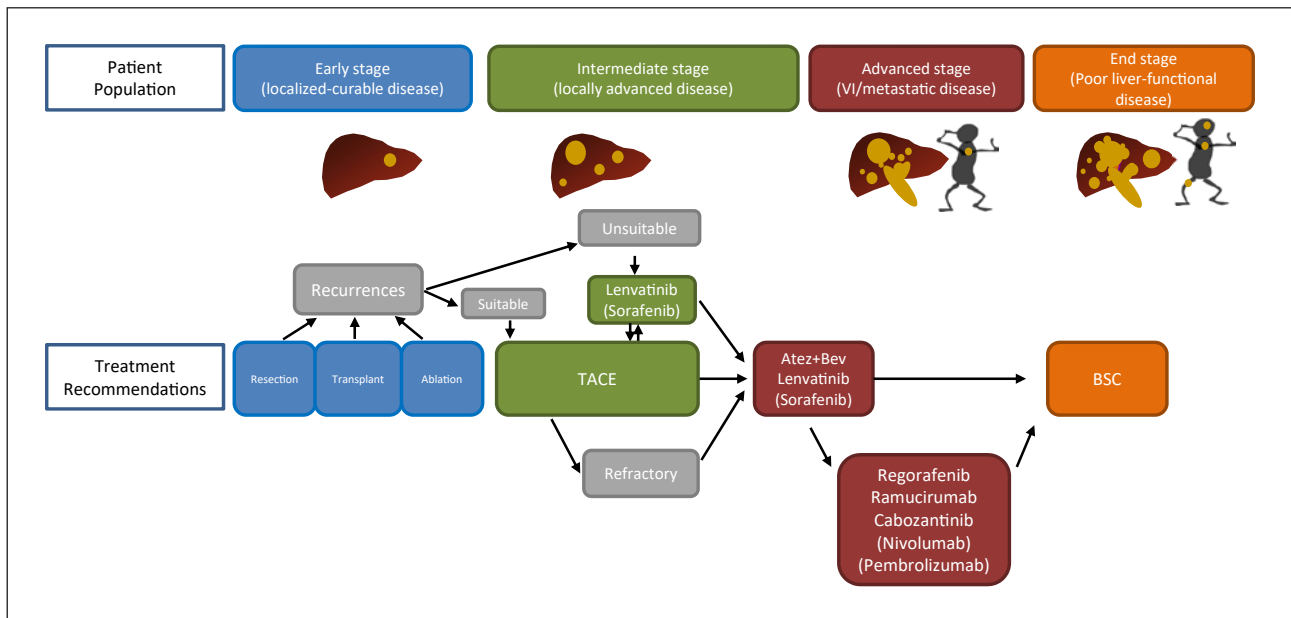 Patient
Population
Early stage
(localized-curable disease)
Intermediate stage
(locally advanced disease)
Advanced stage
(VI/metastatic disease)
End stage
(Poor liver-functional
disease)
Unsuitable
Recurrences
Suitable
Lenvatinib
(Sorafenib)
Treatment
Recommendations
Resection
Transplant
Ablation
TACE
Atez+Bev
Lenvatinib
(Sorafenib)
BSC
Refractory
Regorafenib
Ramucirumab
Cabozantinib
(Nivolumab)
(Pembrolizumab)